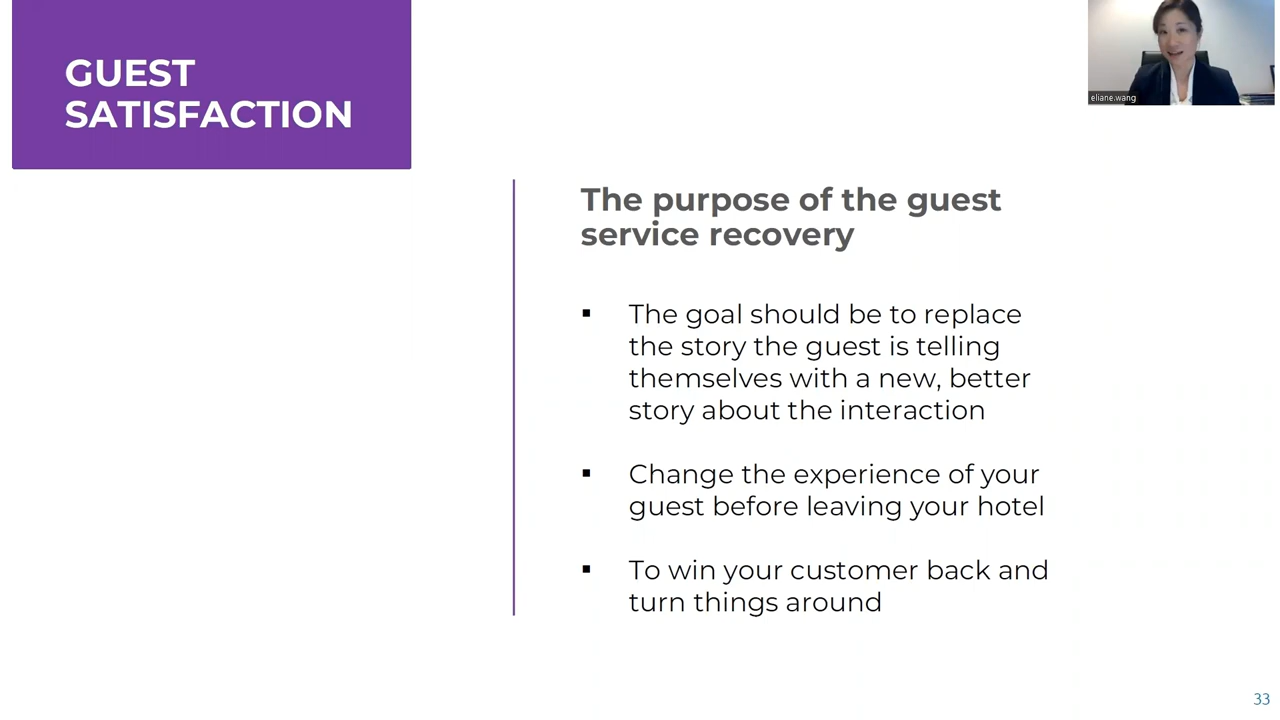 GUEST
SATISFACTION
eliane.wang
The purpose of the guest
service recovery
▪ The goal should be to replace
the story the guest is telling
themselves with a new, better
story about the interaction
▪ Change the experience of your
guest before leaving your hotel
▪ To win your customer back and
turn things around
33